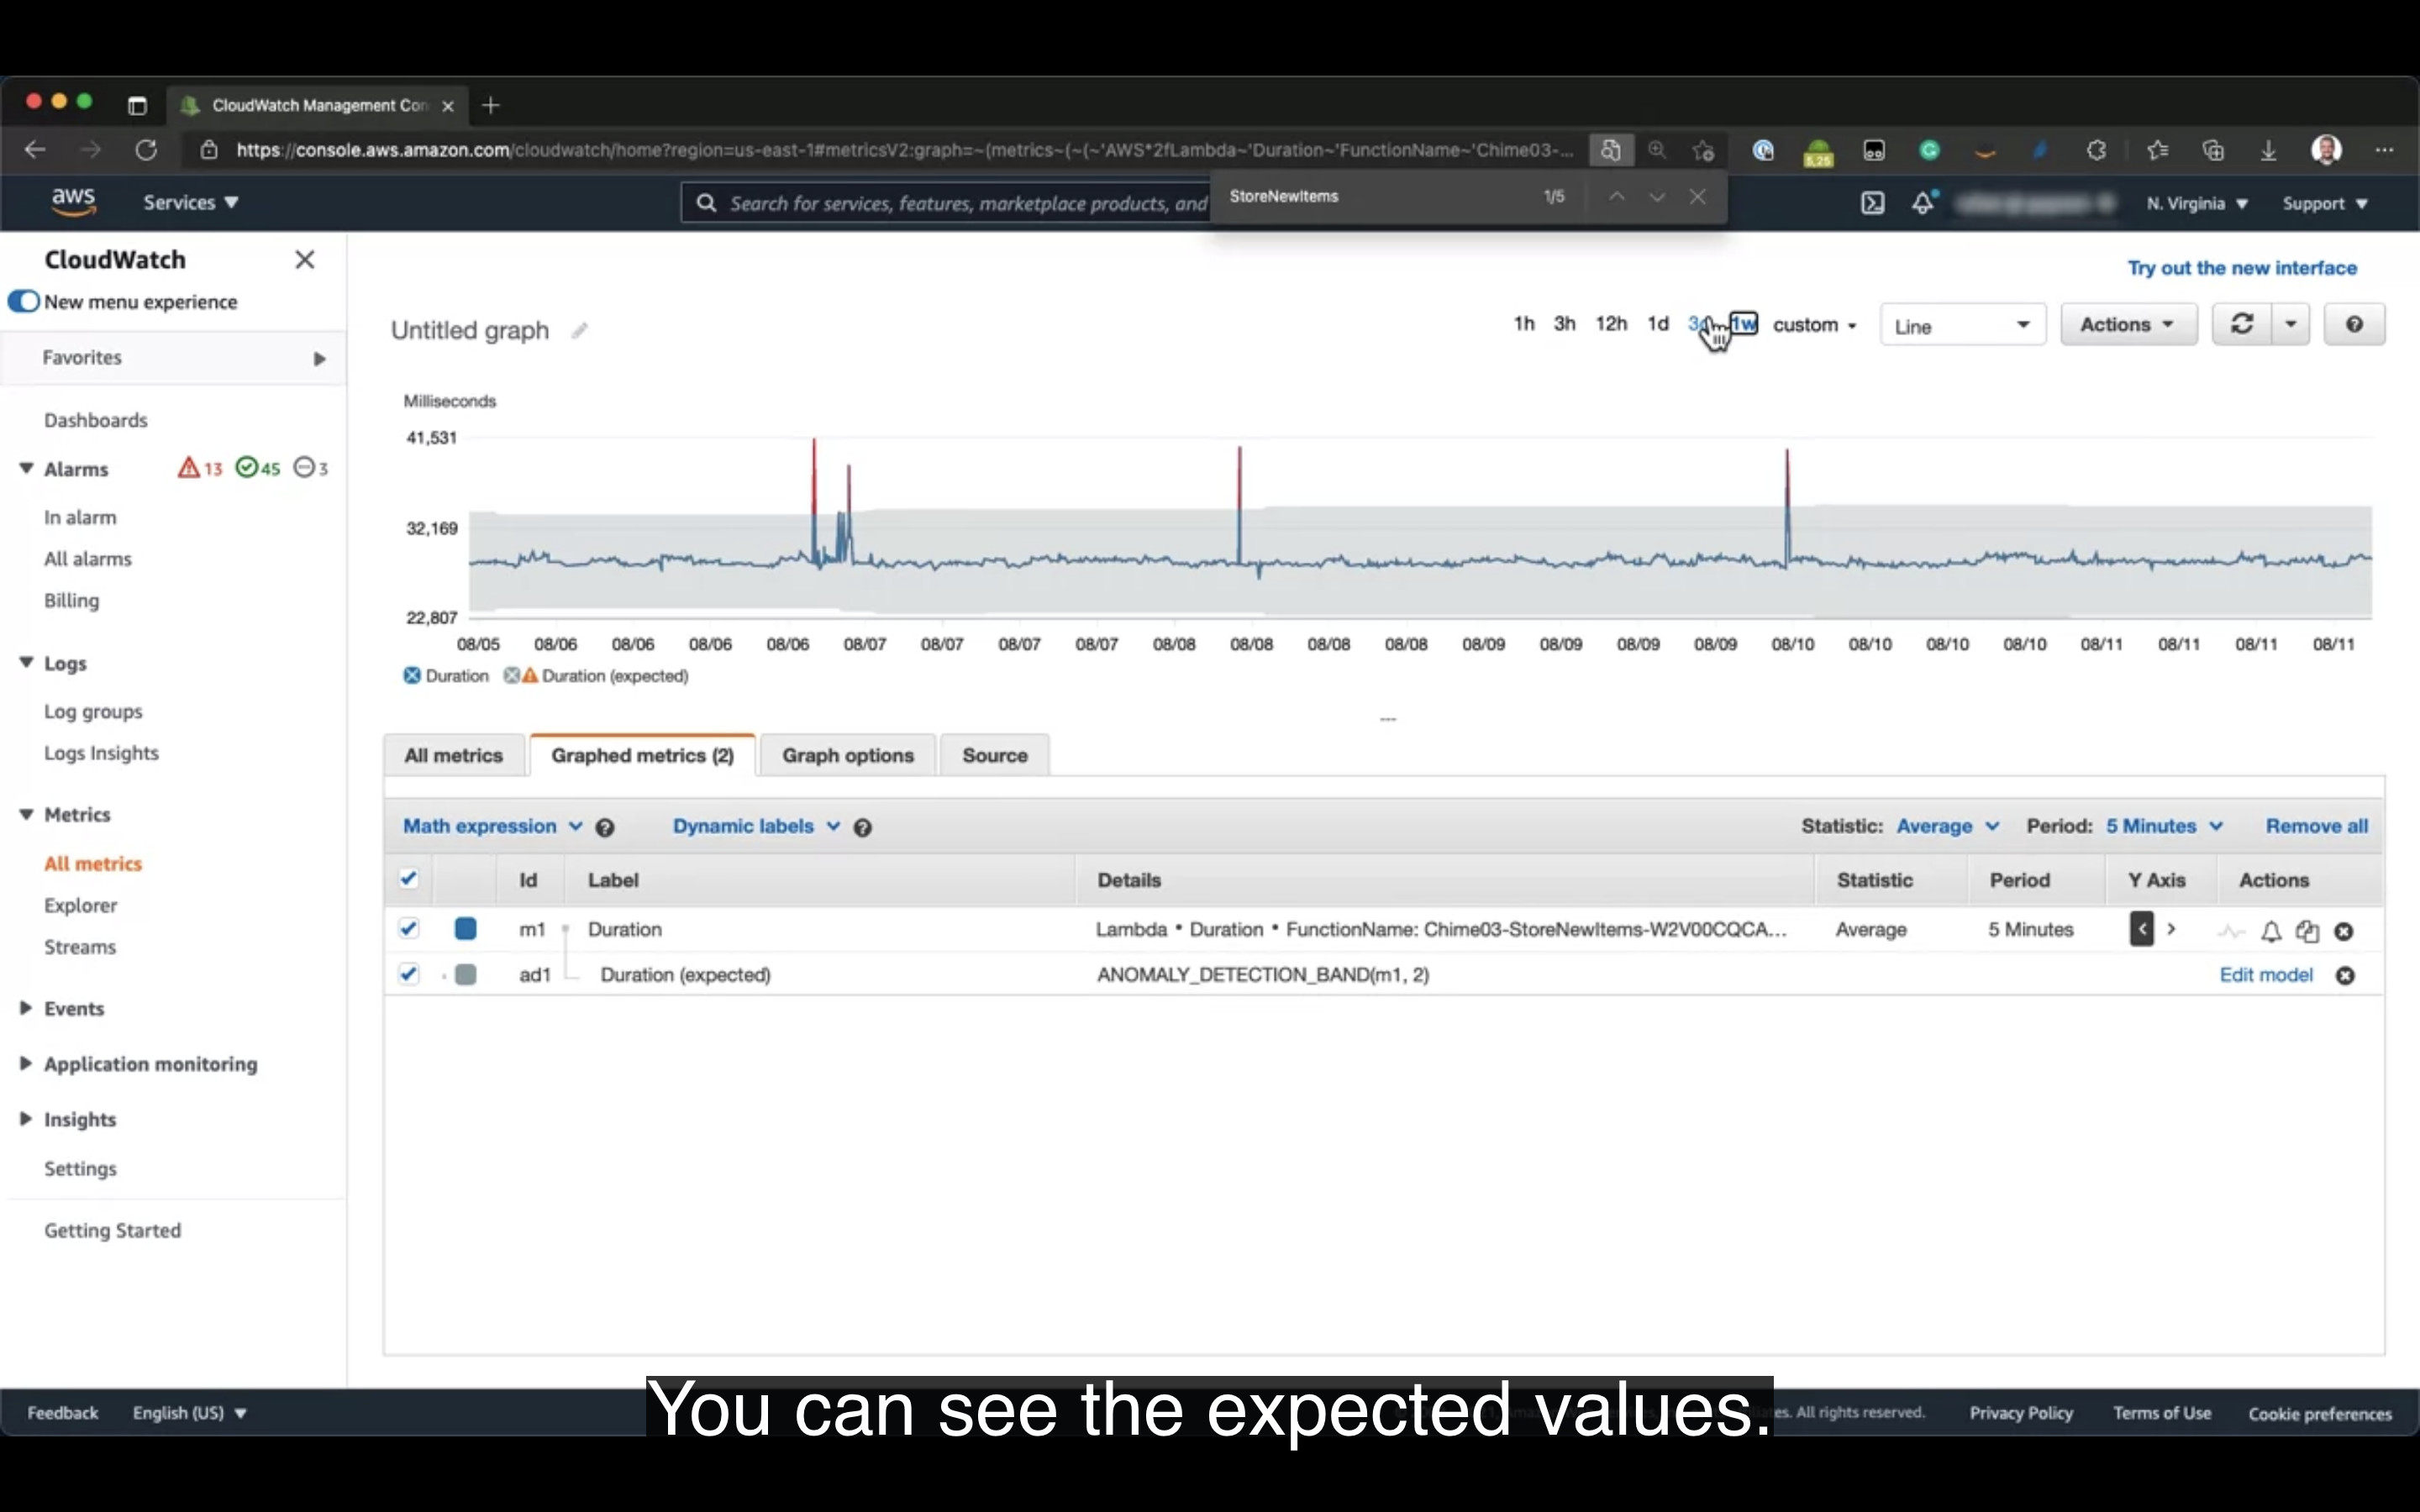 CloudWatch Management Con
https://console.aws.amazon.com/cloudwatch/home?region=us-east-1#metricsV2:graph=~(metrics~(~(~'AWS*2fLambda~'Duration~'FunctionName~'Chime03-...
5,25
aws
Services
Search for services, features, marketplace products, and
StoreNewItems
1/5
N. Virginia
Support
CloudWatch
New menu experience
Favorites
Dashboards
Alarms 13 45 3
In alarm
All alarms
Billing
Logs
Log groups
Logs Insights
Metrics
All metrics
Explorer
Streams
Events
Application monitoring
Insights
Settings
Getting Started
Try out the new interface
Untitled graph
1h 3h 12h 1d 1w custom
Line
Actions
Milliseconds
41,531
32,169
22,807
08/05 08/06 08/06 08/06 08/06 08/07 08/07 08/07 08/07 08/08 08/08 08/08 08/08 08/09 08/09 08/09 08/09 08/10 08/10 08/10 08/10 08/11 08/11 08/11 08/11
Duration Duration (expected)
All metrics
Graphed metrics (2)
Graph options
Source
Math expression
Dynamic labels
Statistic: Average
Period: 5 Minutes
Remove all
Id Label Details Statistic Period Y Axis Actions
m1 Duration Lambda • Duration • FunctionName: Chime03-StoreNewItems-W2V00CQCA... Average 5 Minutes
ad1 Duration (expected) ANOMALY_DETECTION_BAND(m1, 2) Edit model
Feedback
English (US)
You can see the expected values.
All rights reserved.
Privacy Policy
Terms of Use
Cookie preferences